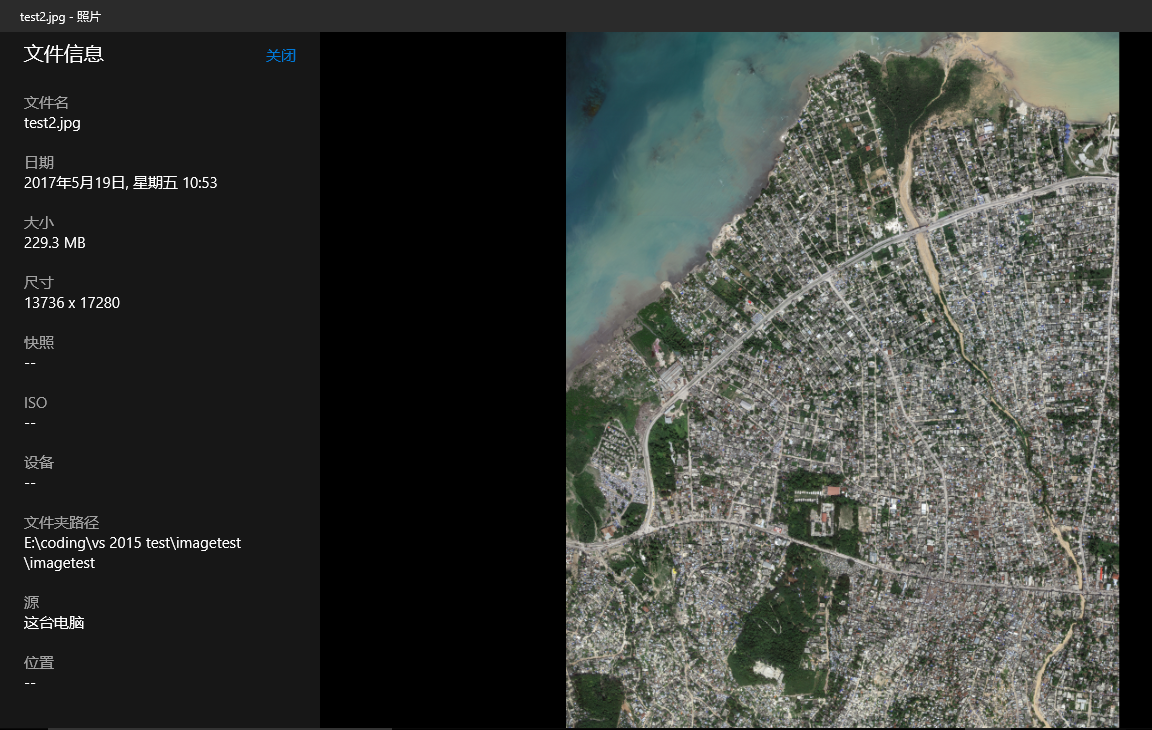 test2.jpg - 照片
文件信息
关闭
文件名
test2.jpg
日期
2017年5月19日, 星期五 10:53
大小
229.3 MB
尺寸
13736 x 17280
快照
--
ISO
--
设备
--
文件夹路径
E:\coding\vs 2015 test\imagetest
\imagetest
源
这台电脑
位置
--